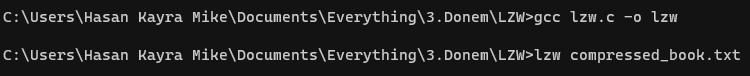 C:\Users\Hasan Kayra Mike\Documents\Everything\3.Donem\LZW>gcc lzw.c -o lzw
C:\Users\Hasan Kayra Mike\Documents\Everything\3.Donem\LZW>lzw compressed_book.txt